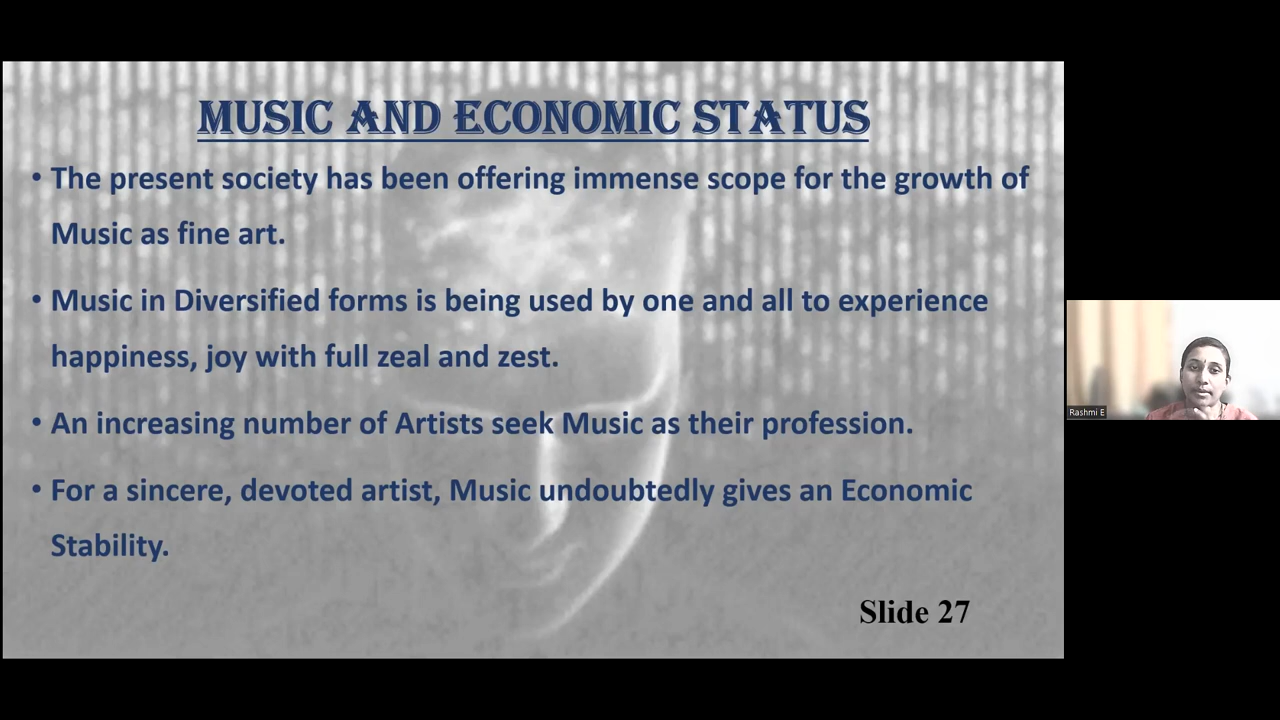 MUSIC AND ECONOMIC STATUS
• The present society has been offering immense scope for the growth of
Music as fine art.
• Music in Diversified forms is being used by one and all to experience
happiness, joy with full zeal and zest.
• An increasing number of Artists seek Music as their profession.
• For a sincere, devoted artist, Music undoubtedly gives an Economic
Stability.
Slide 27
Rashmi E